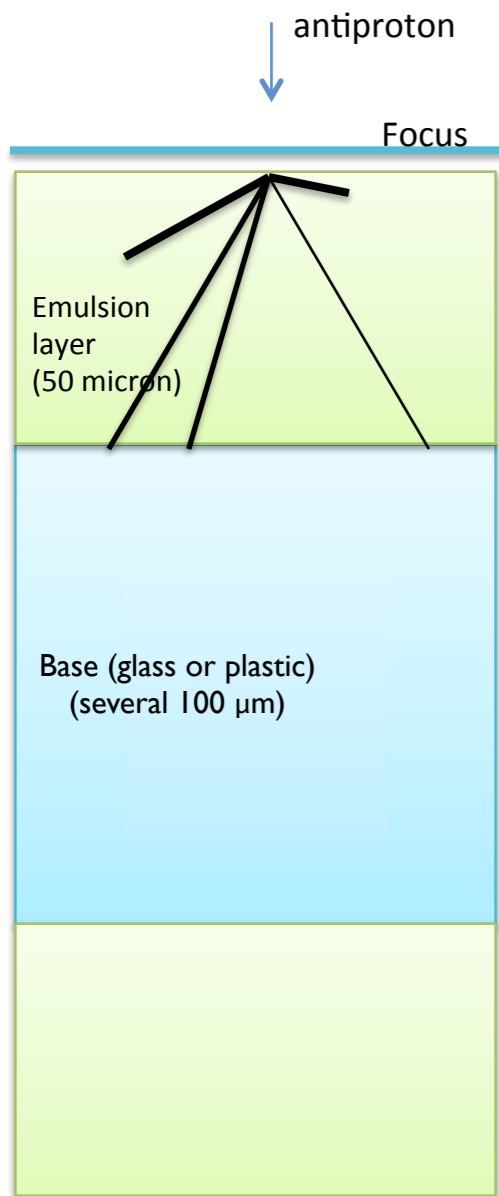 antiproton
Focus
Emulsion
layer
(50 micron)
Base (glass or plastic)
(several 100 μm)